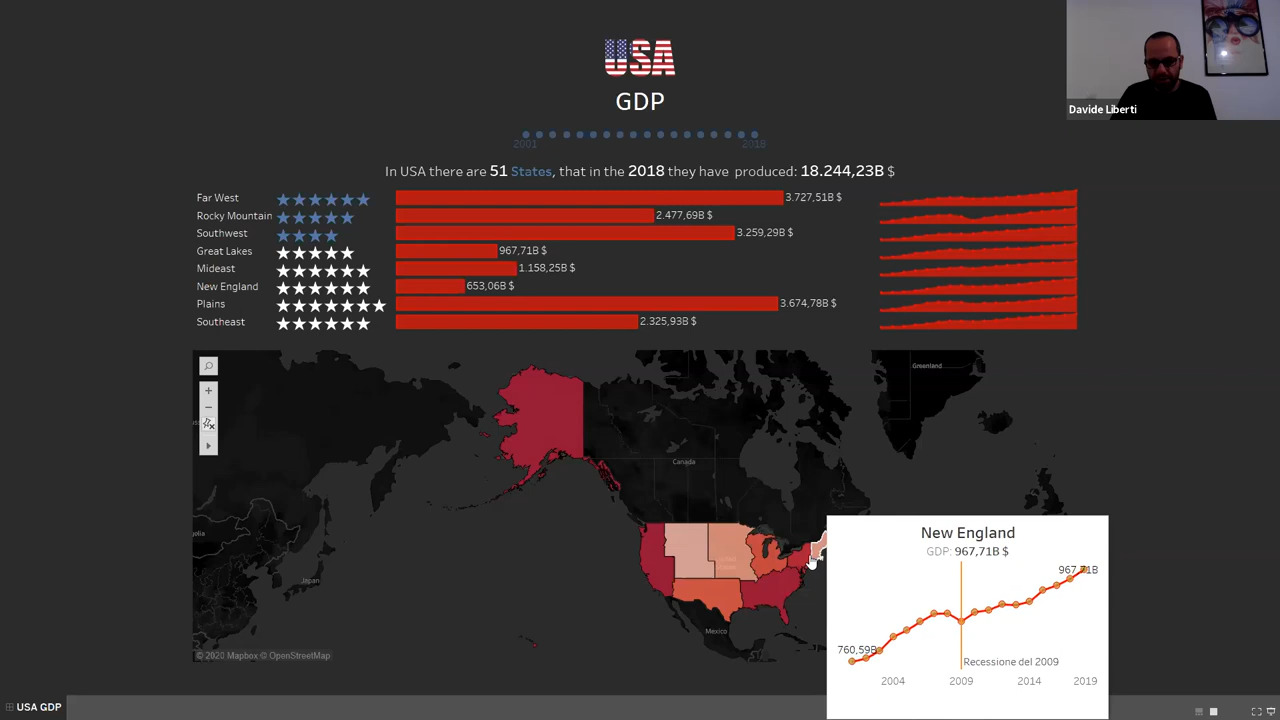 USA
GDP
Davide Liberti
2001 2018
In USA there are 51 States, that in the 2018 they have produced: 18.244,23B $
Far West 3.727,51B $
Rocky Mountain 2.477,69B $
Southwest 3.259,29B $
Great Lakes 967,71B $
Mideast 1.158,25B $
New England 653,06B $
Plains 3.674,78B $
Southeast 2.325,93B $
Greenland
Canada
Japan
Mexico
New England
GDP: 967,71B $
967,71B
760,59B
Recessione del 2009
2004 2009 2014 2019
© 2020 Mapbox © OpenStreetMap
USA GDP